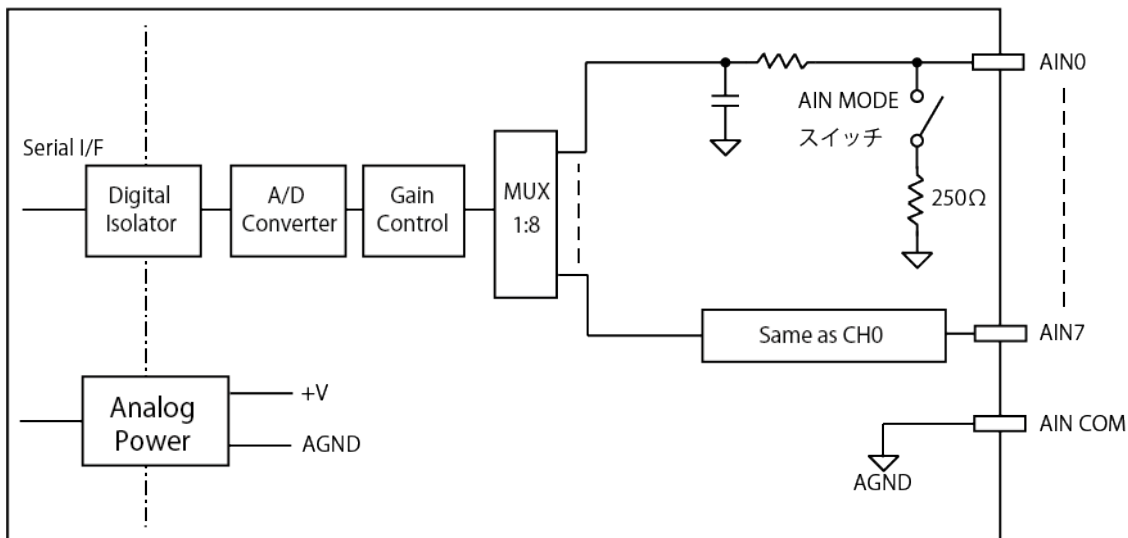 AIN0
AIN MODE
スイッチ
Serial I/F
Digital
Isolator
A/D
Converter
Gain
Control
MUX
1:8
250Ω
Same as CH0
AIN7
Analog
Power
+V
AGND
AIN COM
AGND